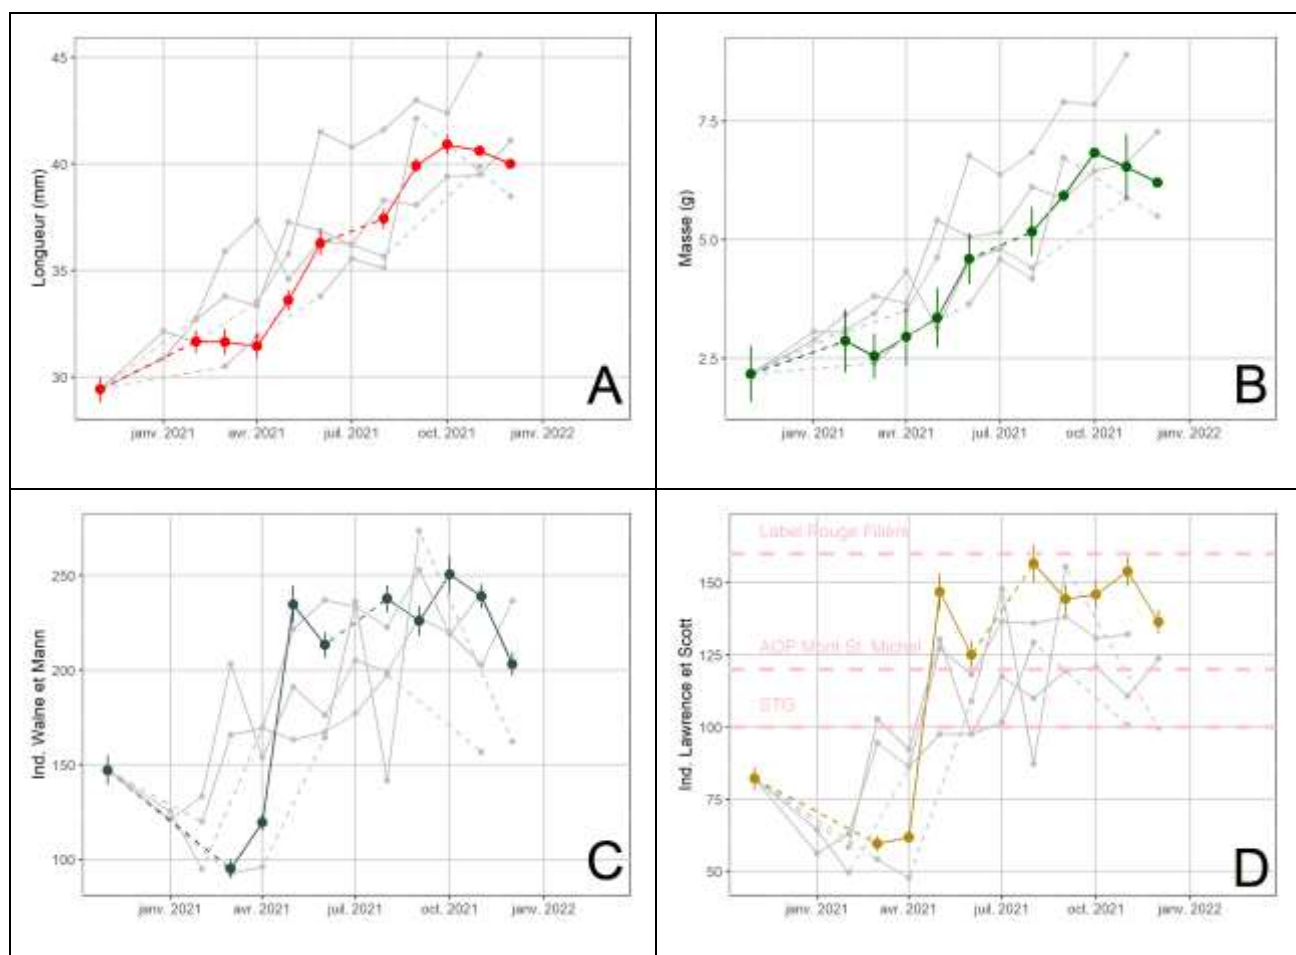 45
40
35
30
Longueur (mm)
janv. 2021 avr. 2021 juil. 2021 oct. 2021 janv. 2022
A
7.5
5.0
2.5
Masse (g)
janv. 2021 avr. 2021 juil. 2021 oct. 2021 janv. 2022
B
250
200
150
100
Ind. Waine et Mann
janv. 2021 avr. 2021 juil. 2021 oct. 2021 janv. 2022
C
Label Rouge Filière
AOP Mont St. Michel
STG
150
125
100
75
50
Ind. Lawrence et Scott
janv. 2021 avr. 2021 juil. 2021 oct. 2021 janv. 2022
D